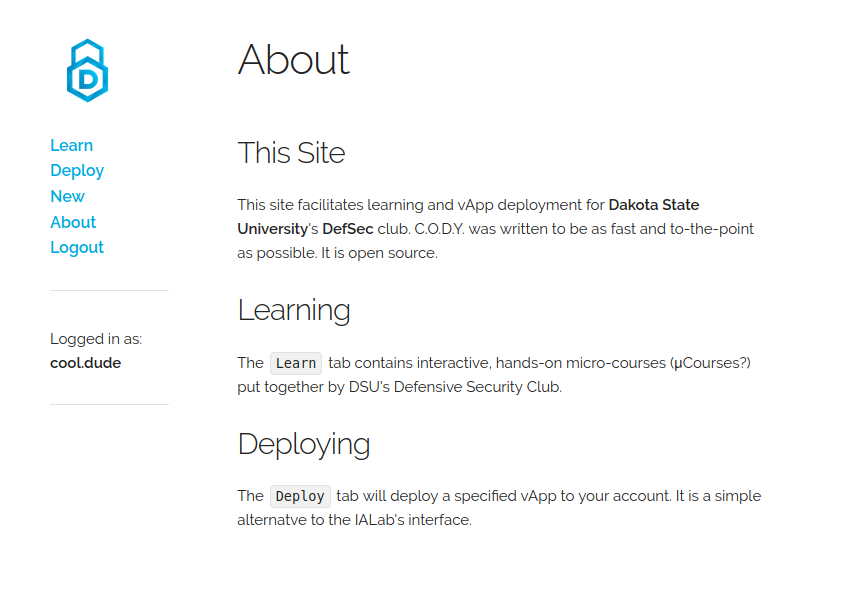 D
Learn
Deploy
New
About
Logout
Logged in as:
cool.dude
About
This Site
This site facilitates learning and vApp deployment for Dakota State
University's DefSec club. C.O.D.Y. was written to be as fast and to-the-point
as possible. It is open source.
Learning
The Learn tab contains interactive, hands-on micro-courses (µCourses?)
put together by DSU's Defensive Security Club.
Deploying
The Deploy tab will deploy a specified vApp to your account. It is a simple
alternatve to the IALab's interface.